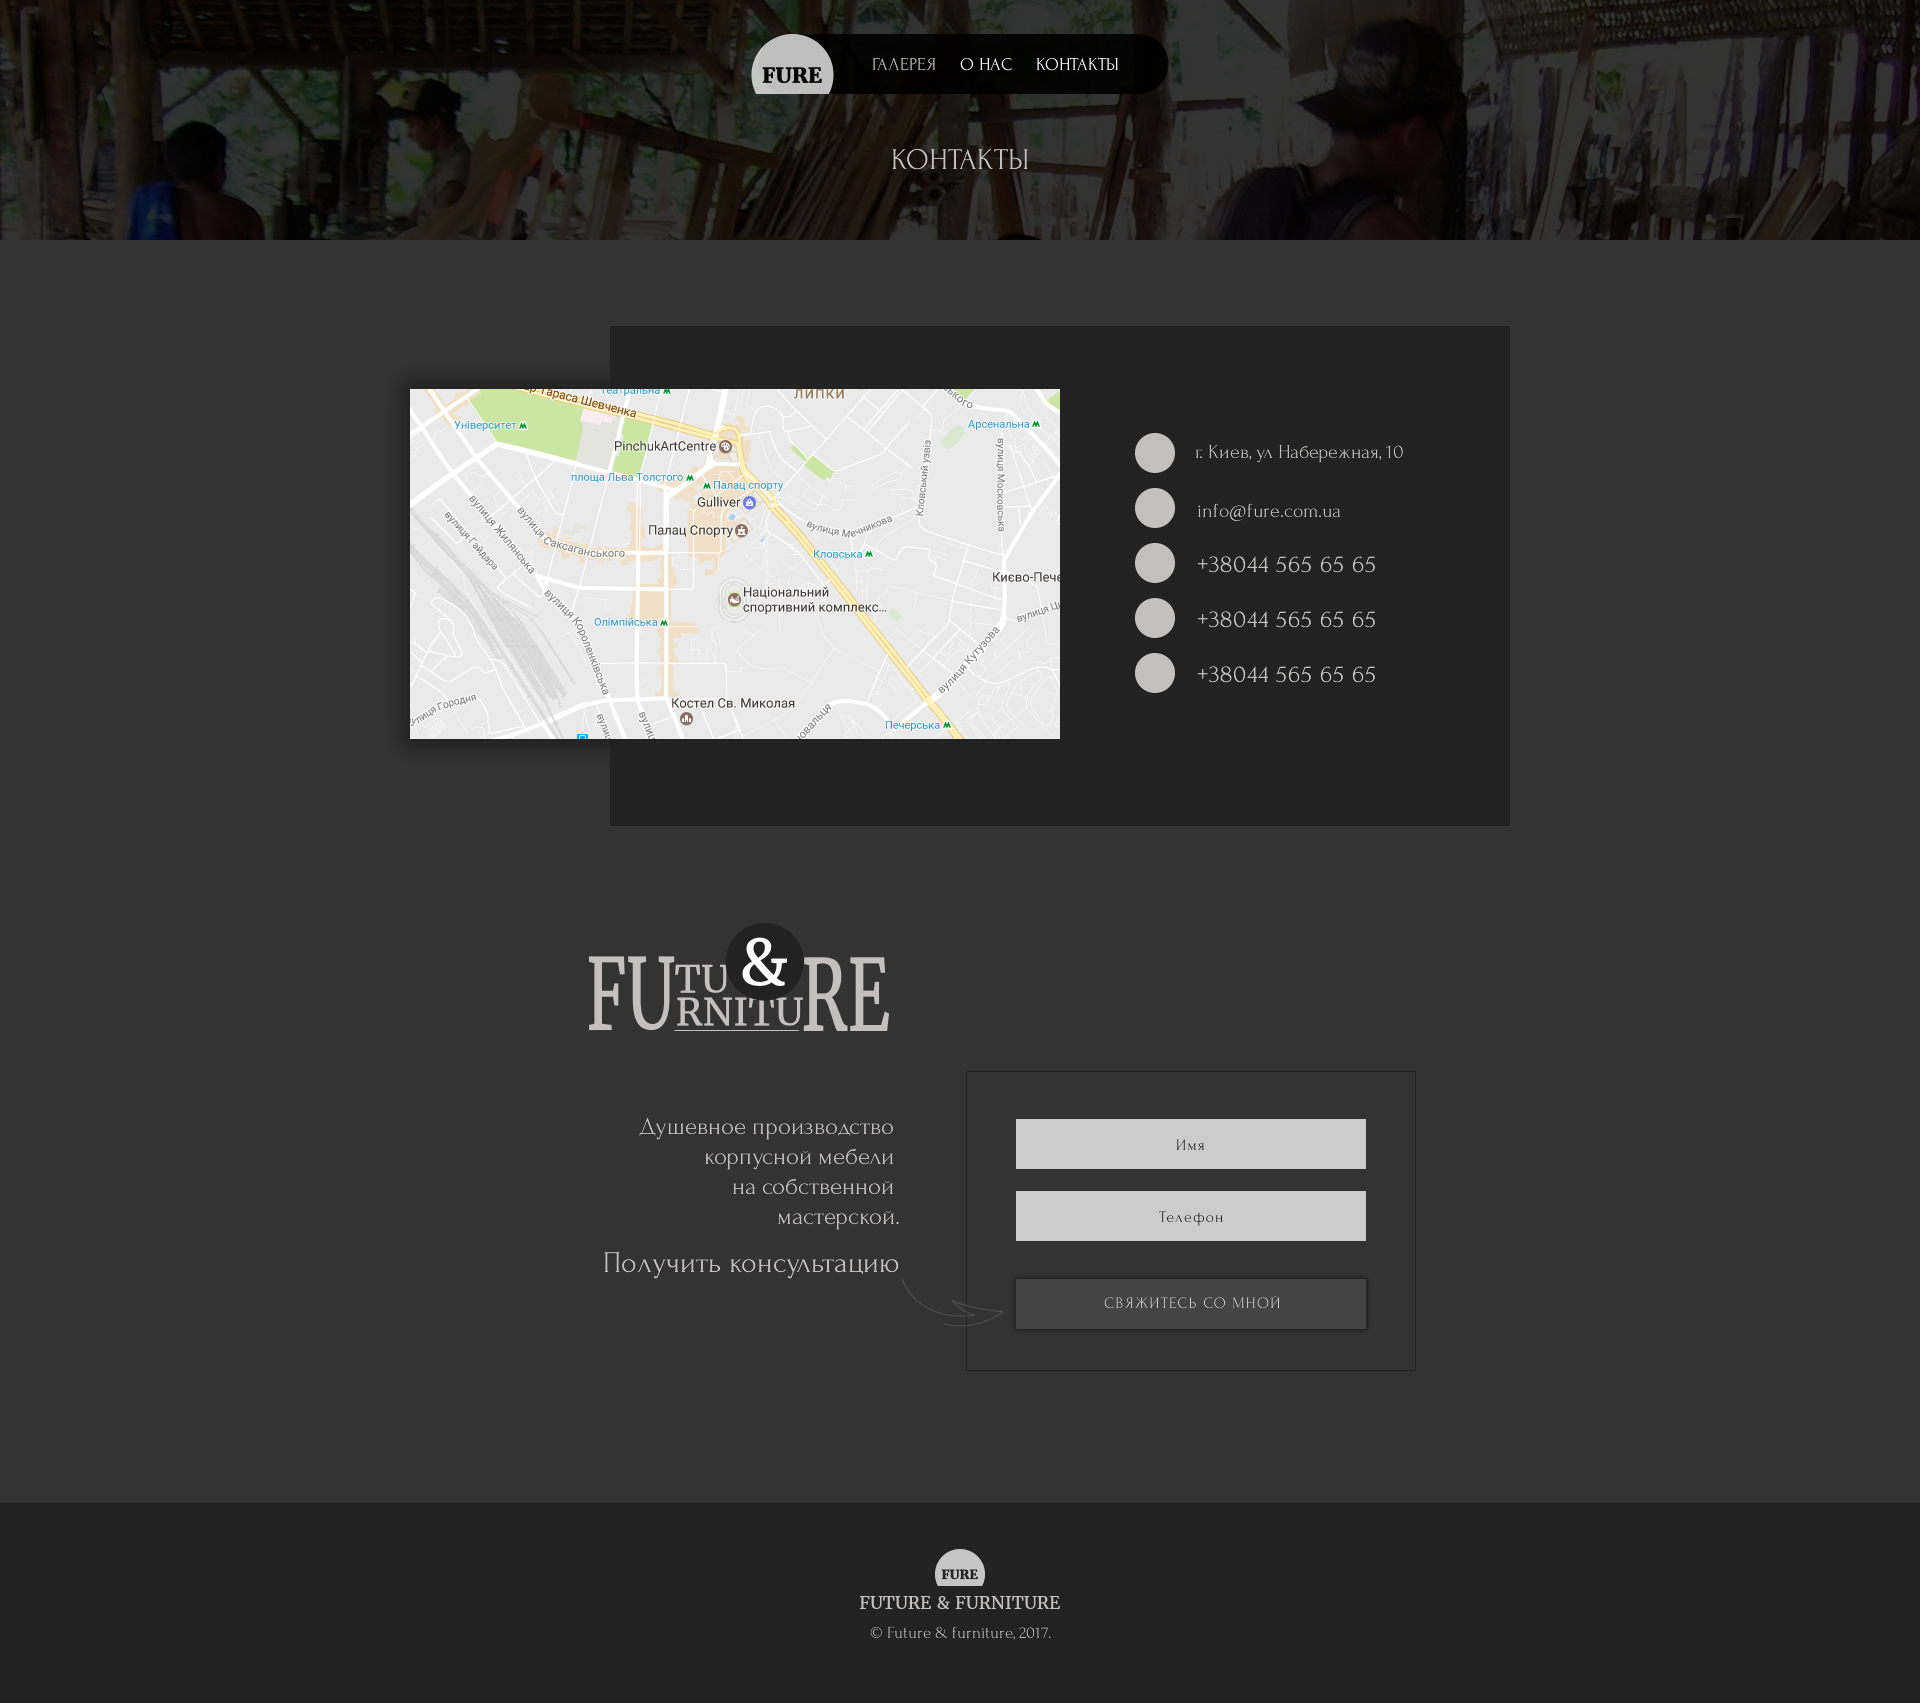 FURE
ГАЛЕРЕЯ О НАС КОНТАКТЫ
КОНТАКТЫ
Театральна
ЛИПКИ
Тараса Шевченка
Університет
Арсенальна
PinchukArtCentre
площа Льва Толстого
Палац спорту
Gulliver
Кловський узвіз
вулиця Московська
вулиця Жилянська
вулиця Гайдара
вулиця Саксаганського
Палац Спорту
вулиця Мечникова
Кловська
Києво-Пече
Національний
спортивний комплекс...
вулиця Короленківська
Олімпійська
вулиця Кутузова
Костел Св. Миколая
Печерська
г. Киев, ул Набережная, 10
info@fure.com.ua
+38044 565 65 65
+38044 565 65 65
+38044 565 65 65
FUTU&RE
RNITU
Душевное производство
корпусной мебели
на собственной
мастерской.
Получить консультацию
Имя
Телефон
СВЯЖИТЕСЬ СО МНОЙ
FURE
FUTURE & FURNITURE
© Future & furniture, 2017.